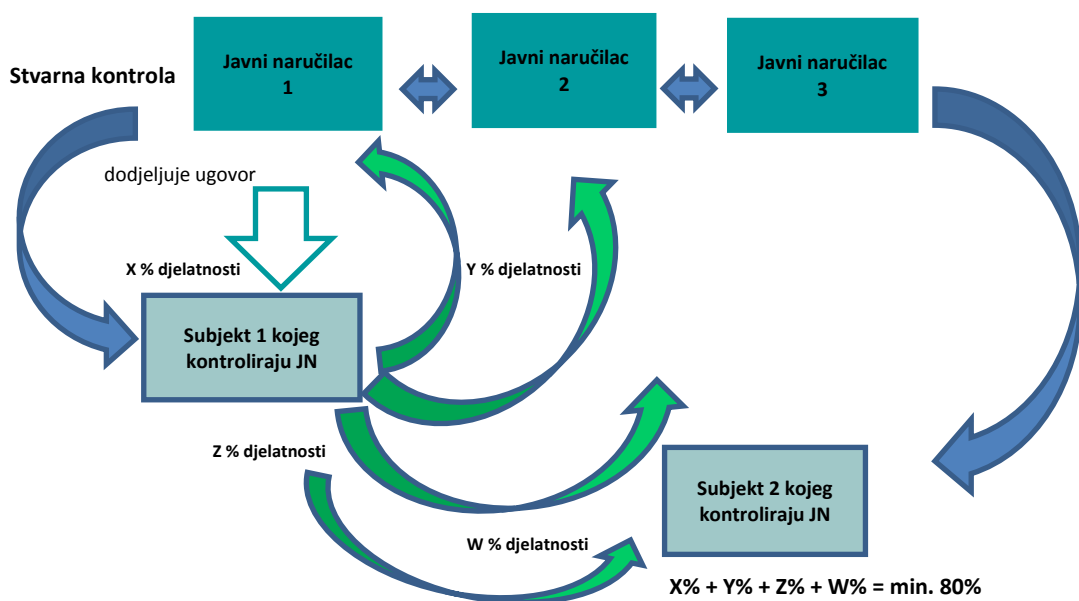 Javni naručilac
1
Javni naručilac
2
Javni naručilac
3
Stvarna kontrola
dodjeljuje ugovor
X % djelatnosti
Y % djelatnosti
Subjekt 1 kojeg
kontroliraju JN
Z % djelatnosti
Subjekt 2 kojeg
kontroliraju JN
W % djelatnosti
X% + Y% + Z% + W% = min. 80%